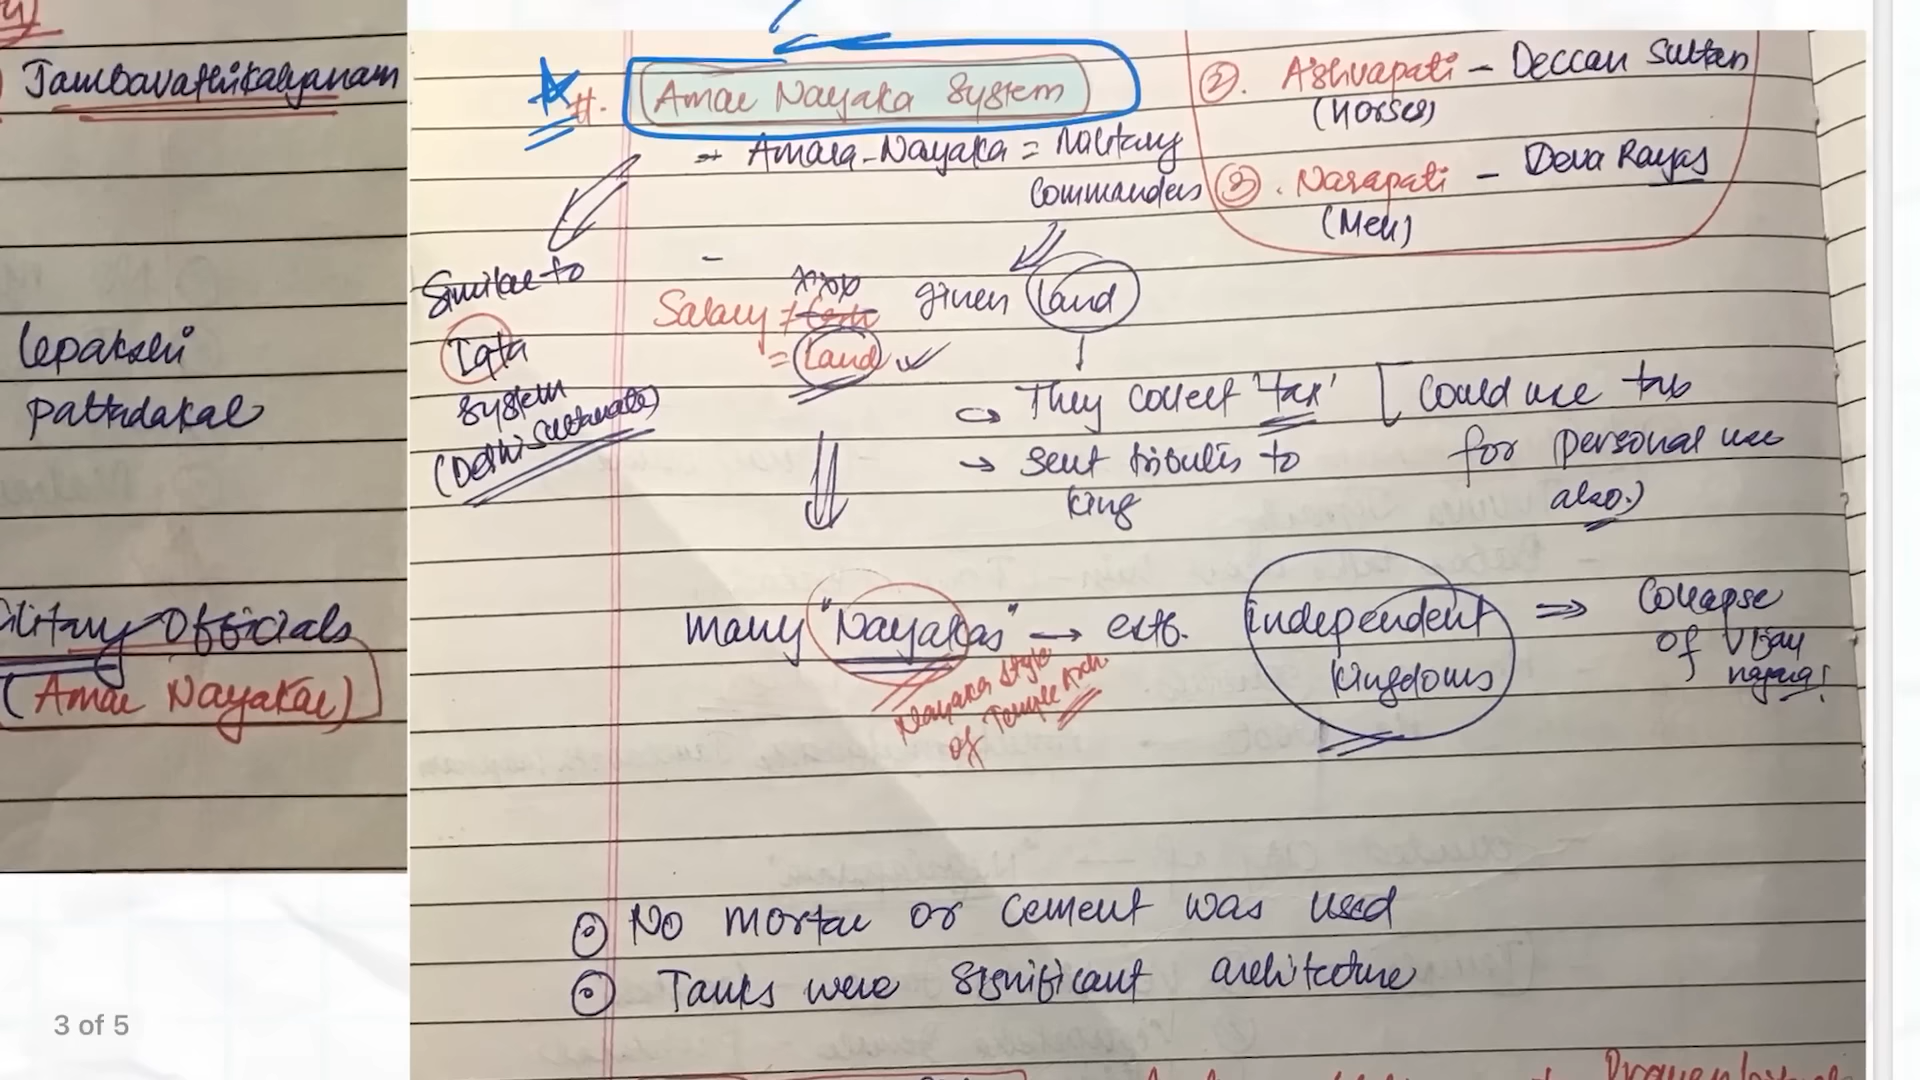 Jambavathikalyanam
Lepakshi
Pattadakal
Military Officials
(Amar Nayakar)
3 of 5
#. Amar Nayaka System
→ Amara-Nayaka = Military
Commanders
② . Ashvapati - Deccan Sultan
(Horses)
③ . Narapati - Deva Rayas
(Men)
Similar to
Iqta
System
(Delhi Sultanate)
Salary ≠
= Land ✓
given Land
→ They collect 'tax' [ Could use
for personal use
also.)
→ Sent tributes to
King
many "Nayakas" → estb. independent
kingdoms ⇒ Collapse
of Vijay
nagara!
Nayaka Style
of Temple Arch.
⊙ No mortar or cement was used
⊙ Tanks were significant architecture